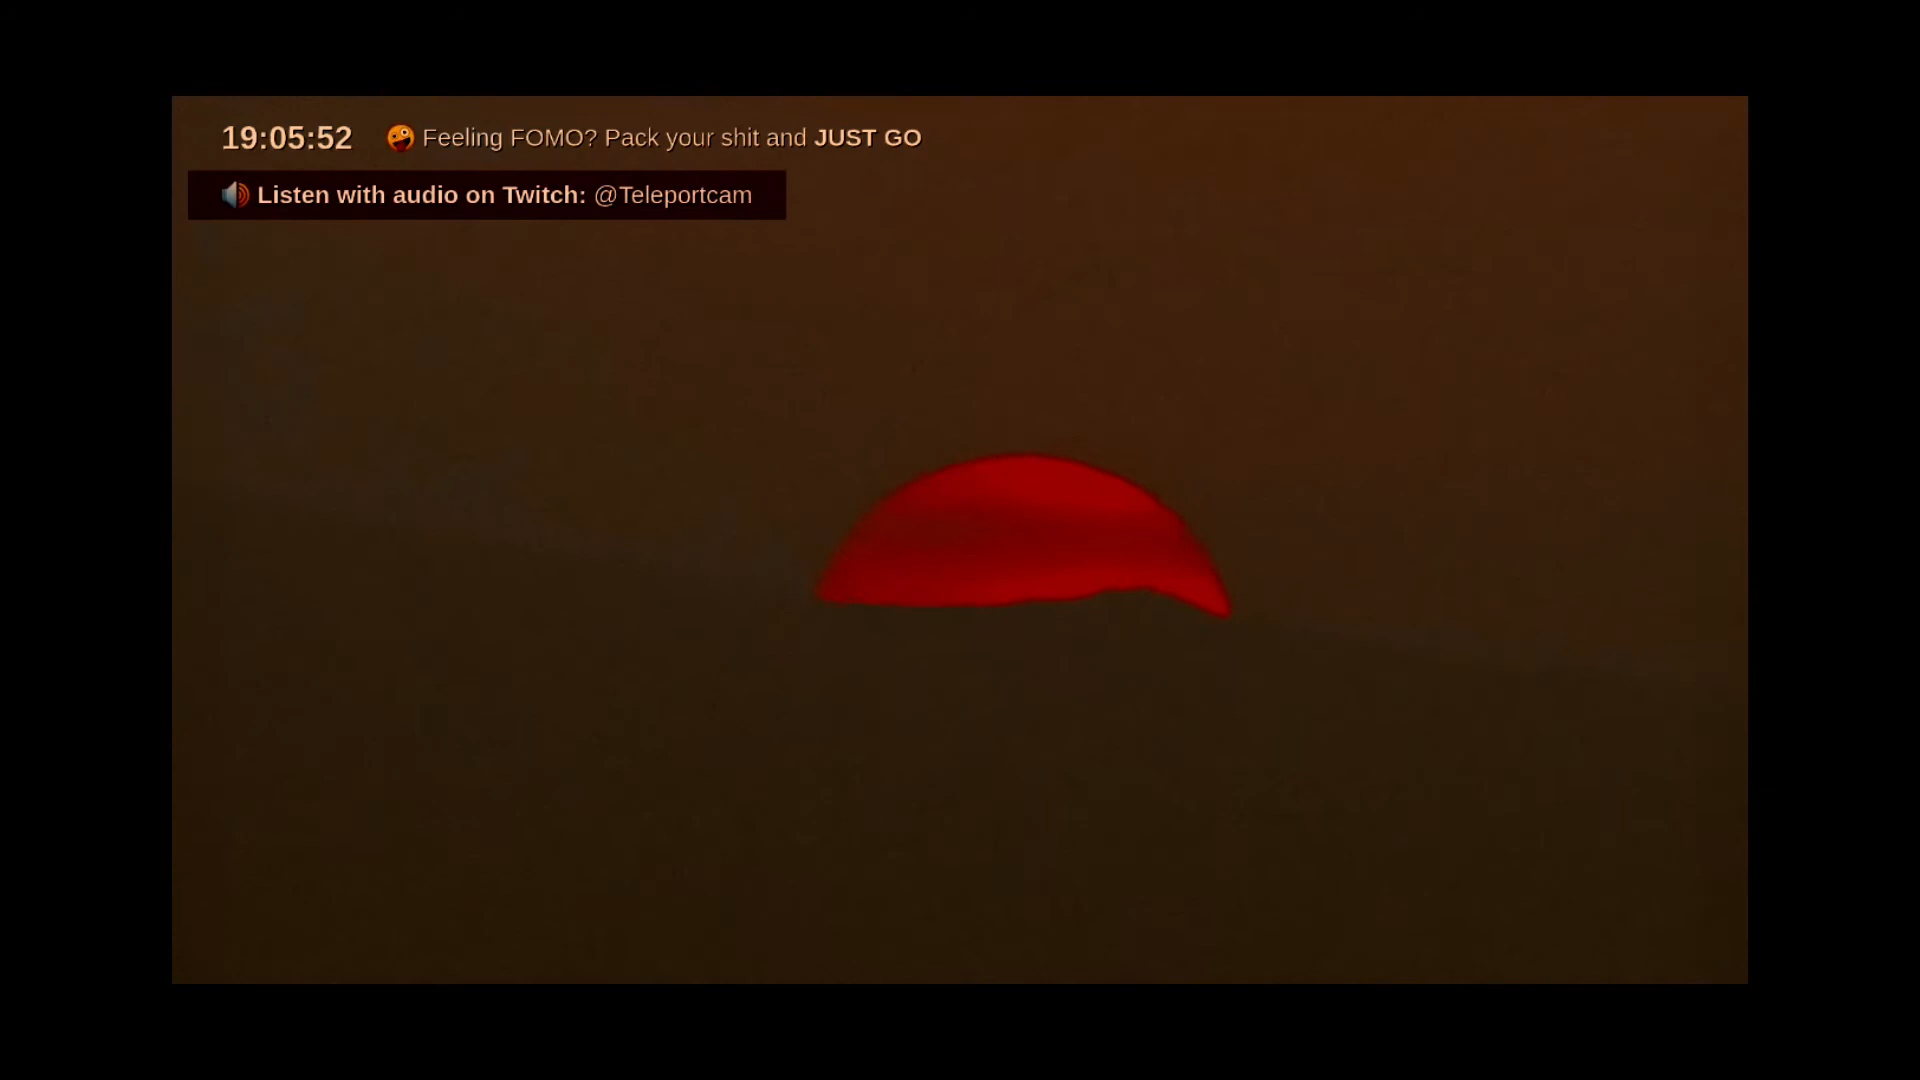 19:05:52 🤪 Feeling FOMO? Pack your shit and JUST GO
🔊 Listen with audio on Twitch: @Teleportcam